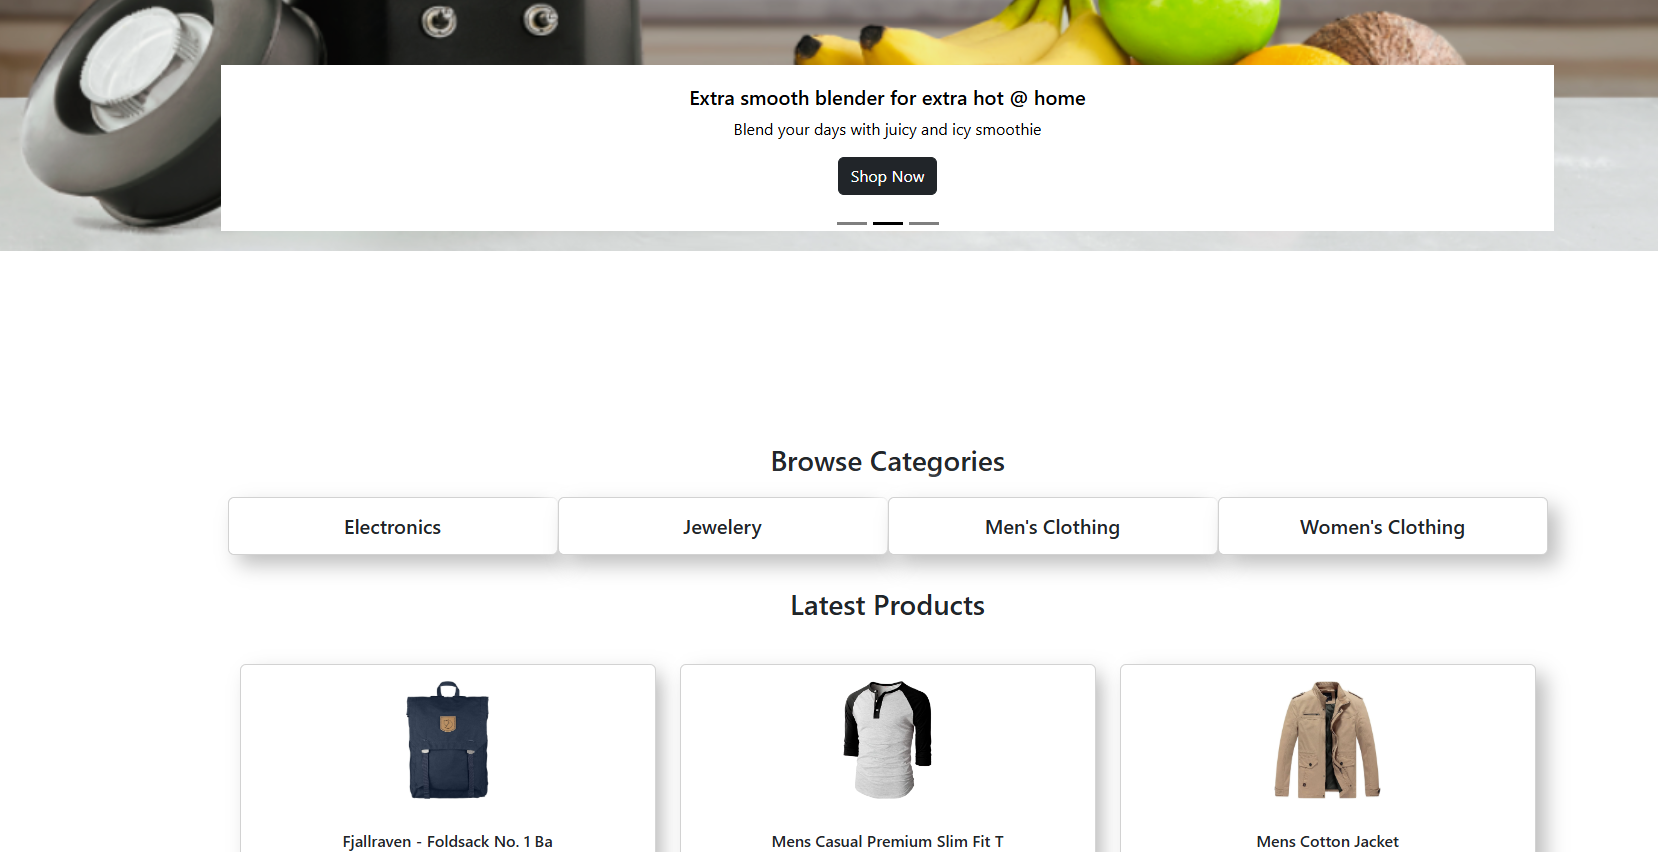 Extra smooth blender for extra hot @ home
Blend your days with juicy and icy smoothie
Shop Now
Browse Categories
Electronics
Jewelery
Men's Clothing
Women's Clothing
Latest Products
Fjallraven - Foldsack No. 1 Ba
Mens Casual Premium Slim Fit T
Mens Cotton Jacket